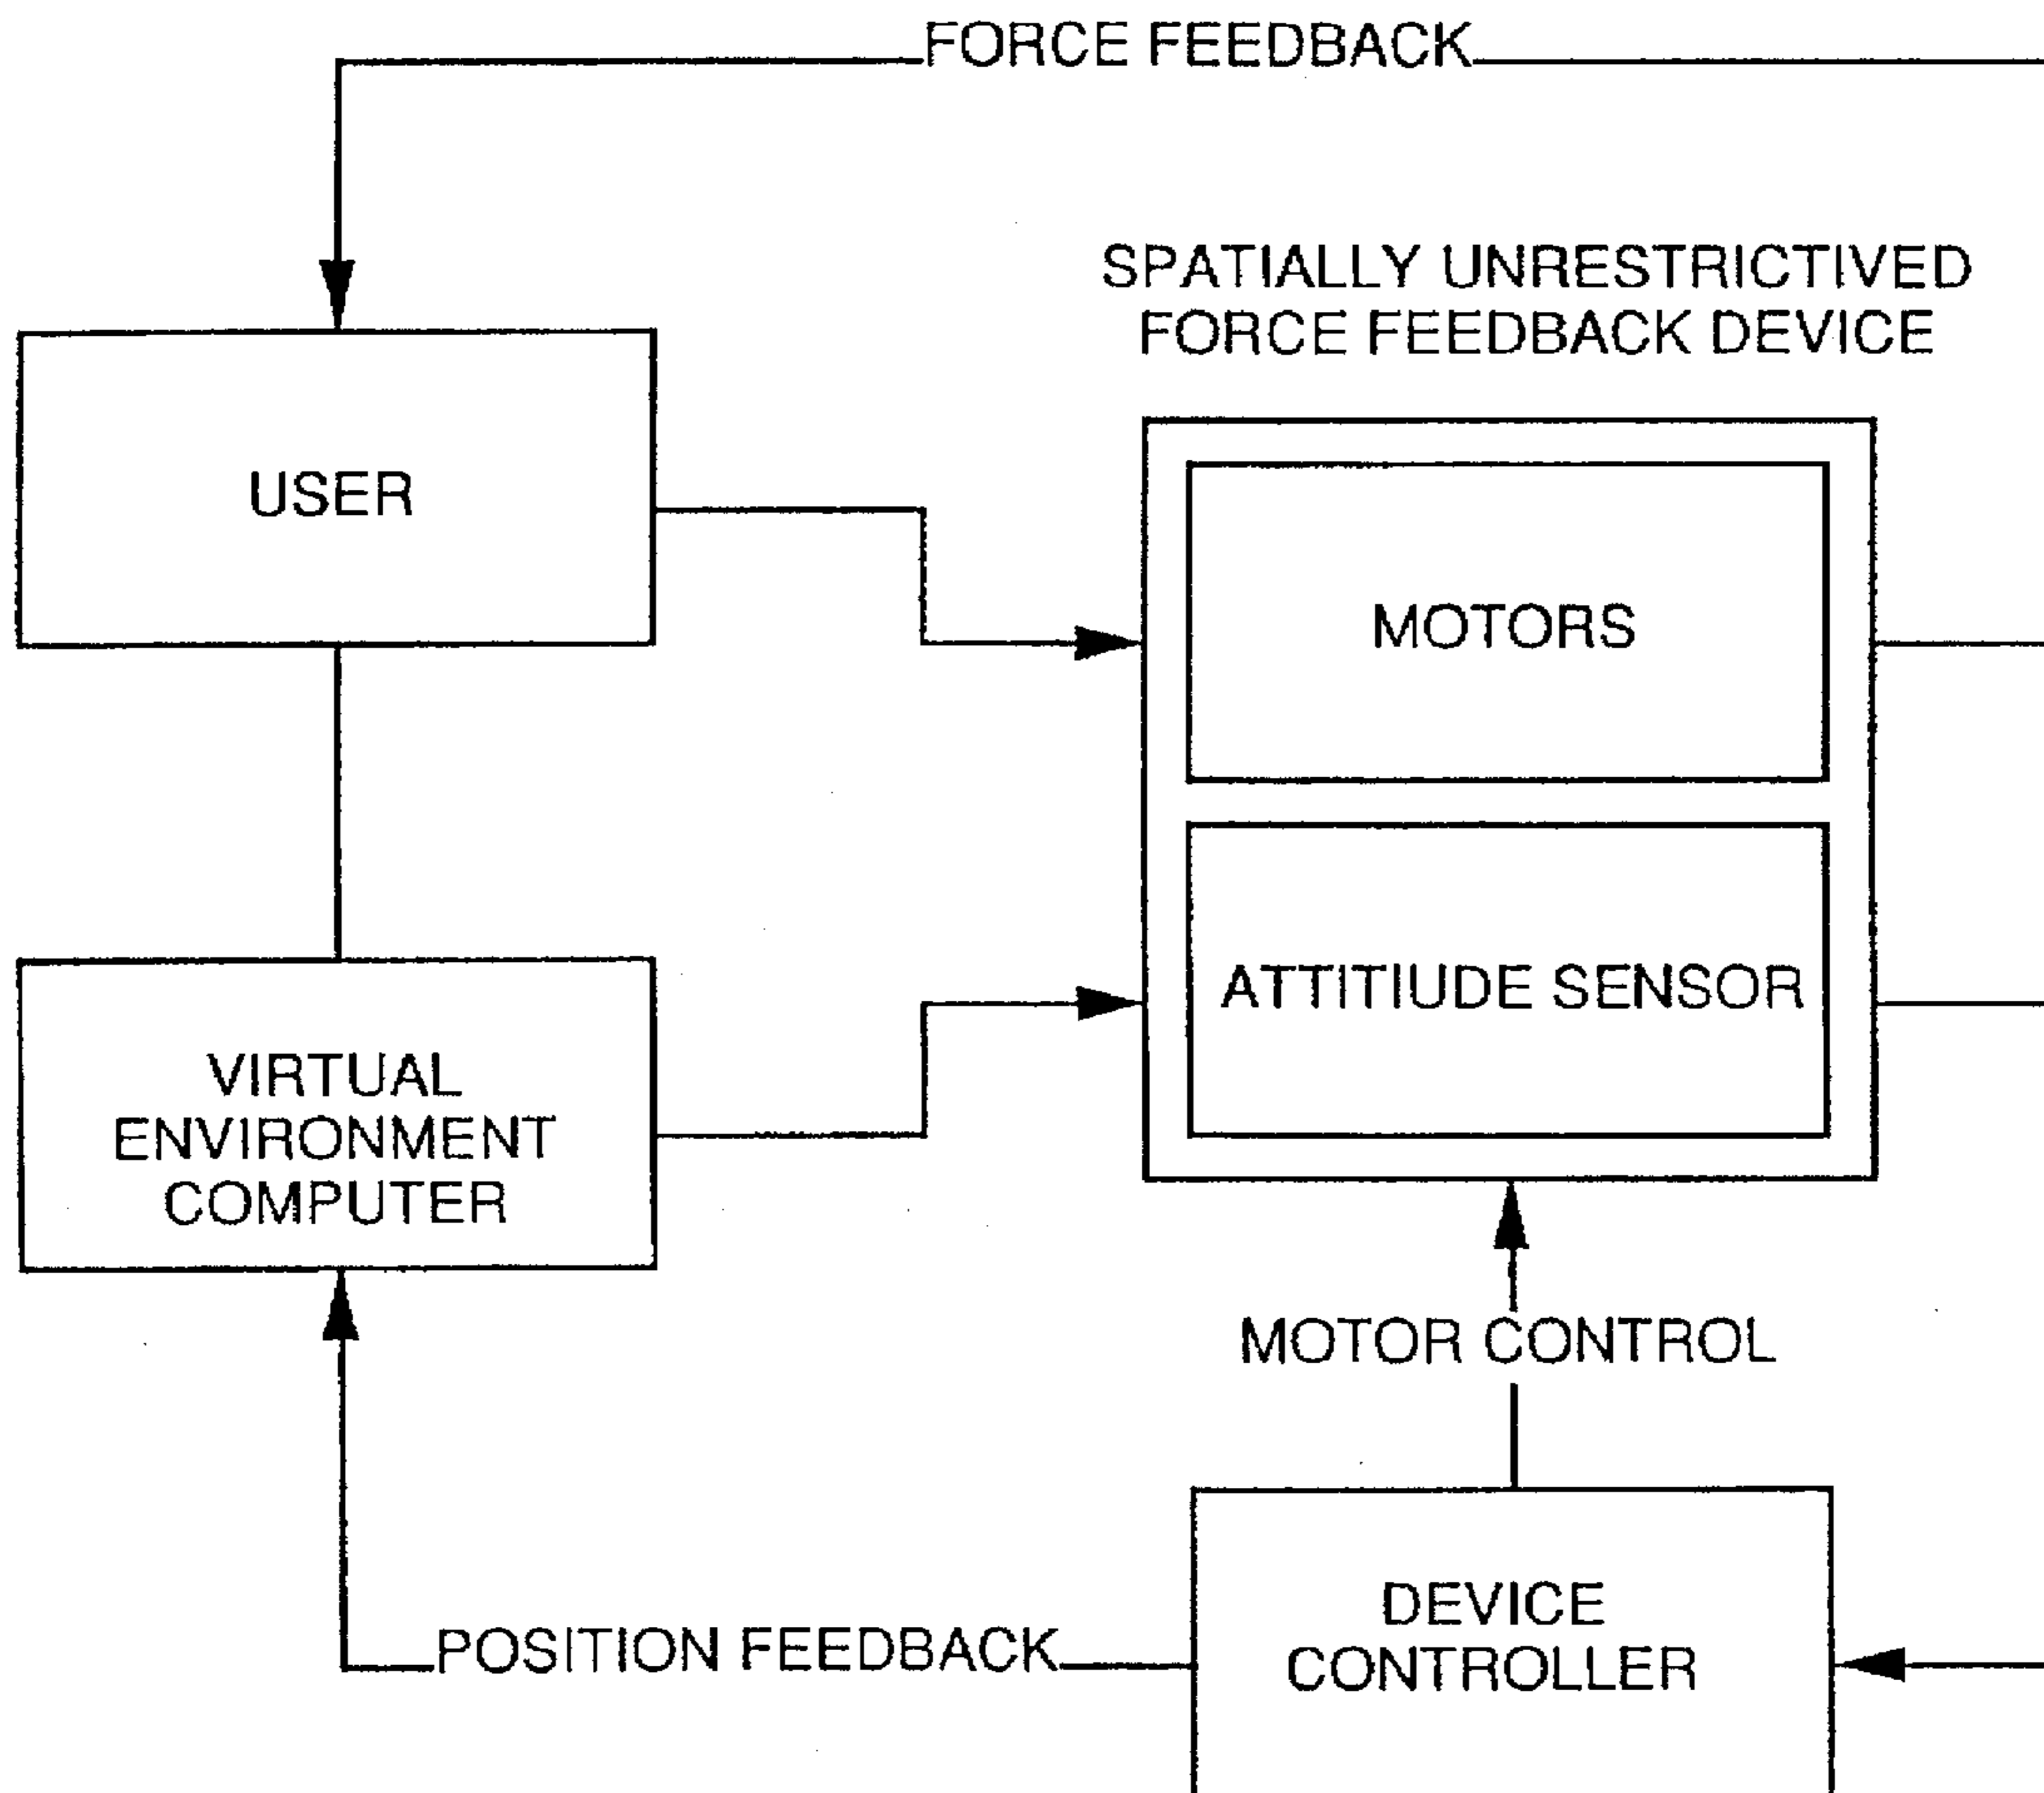 FORCE FEEDBACK
SPATIALLY UNRESTRICTIVED
FORCE FEEDBACK DEVICE
USER
MOTORS
ATTITIUDE SENSOR
VIRTUAL
ENVIRONMENT
COMPUTER
MOTOR CONTROL
DEVICE
CONTROLLER
POSITION FEEDBACK